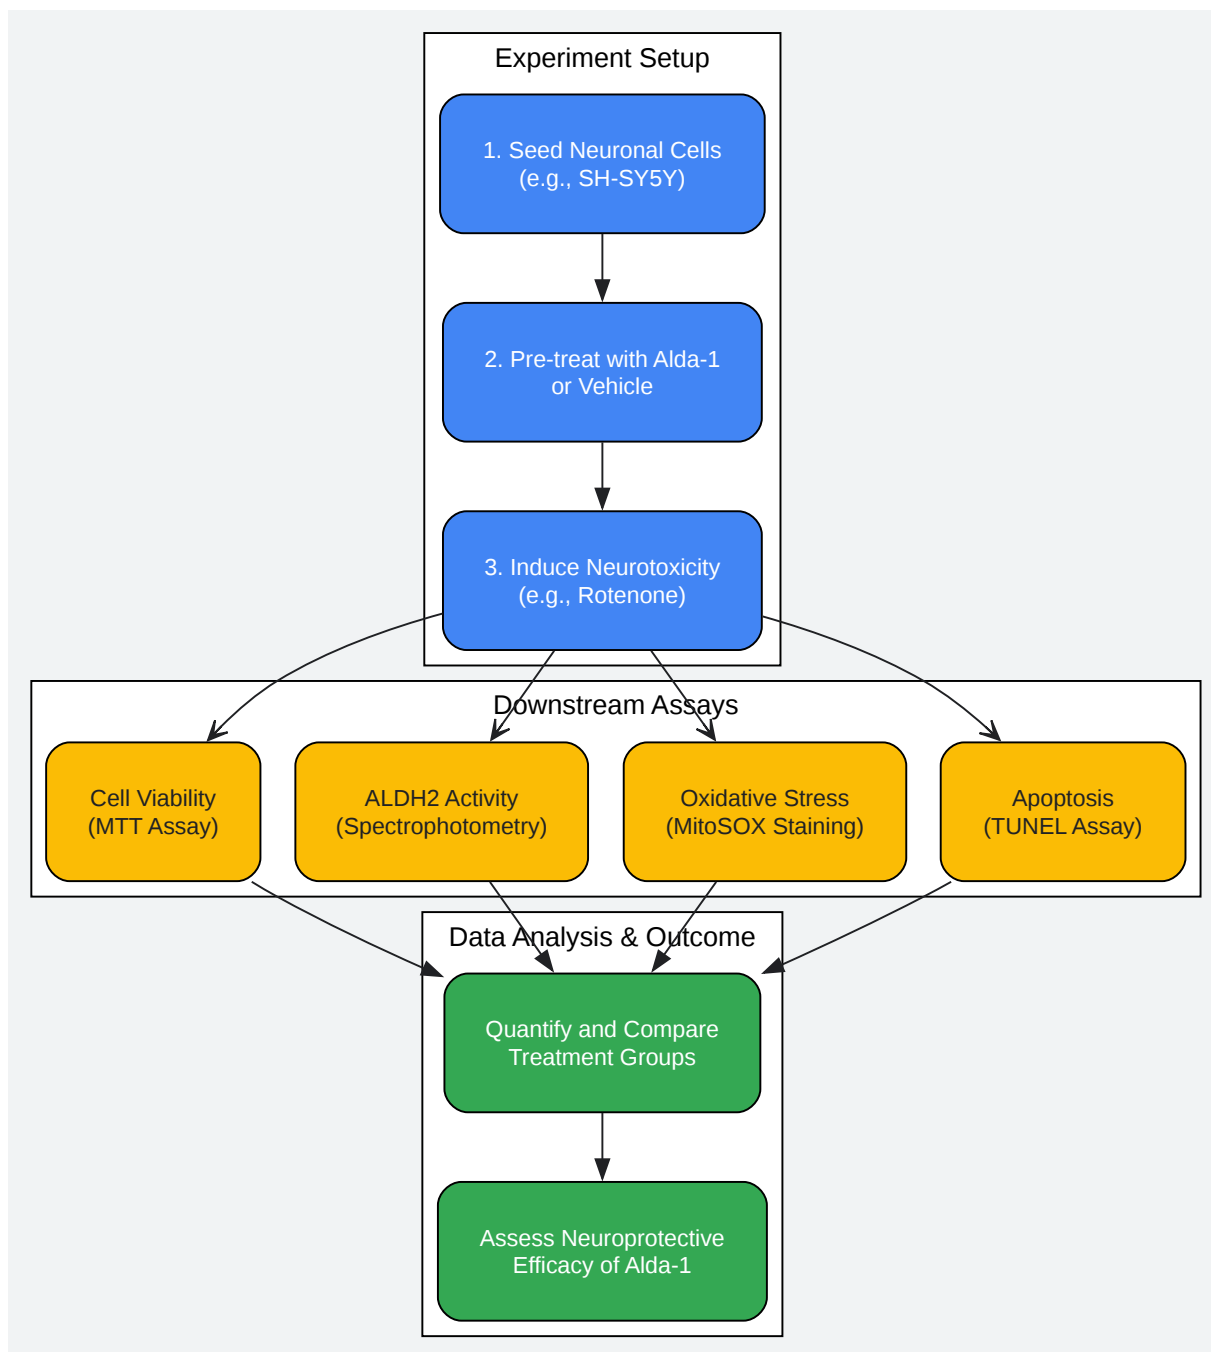 Experiment Setup
1. Seed Neuronal Cells
(e.g., SH-SY5Y)
2. Pre-treat with Alda-1
or Vehicle
3. Induce Neurotoxicity
(e.g., Rotenone)
Downstream Assays
Cell Viability
(MTT Assay)
ALDH2 Activity
(Spectrophotometry)
Oxidative Stress
(MitoSOX Staining)
Apoptosis
(TUNEL Assay)
Data Analysis & Outcome
Quantify and Compare
Treatment Groups
Assess Neuroprotective
Efficacy of Alda-1